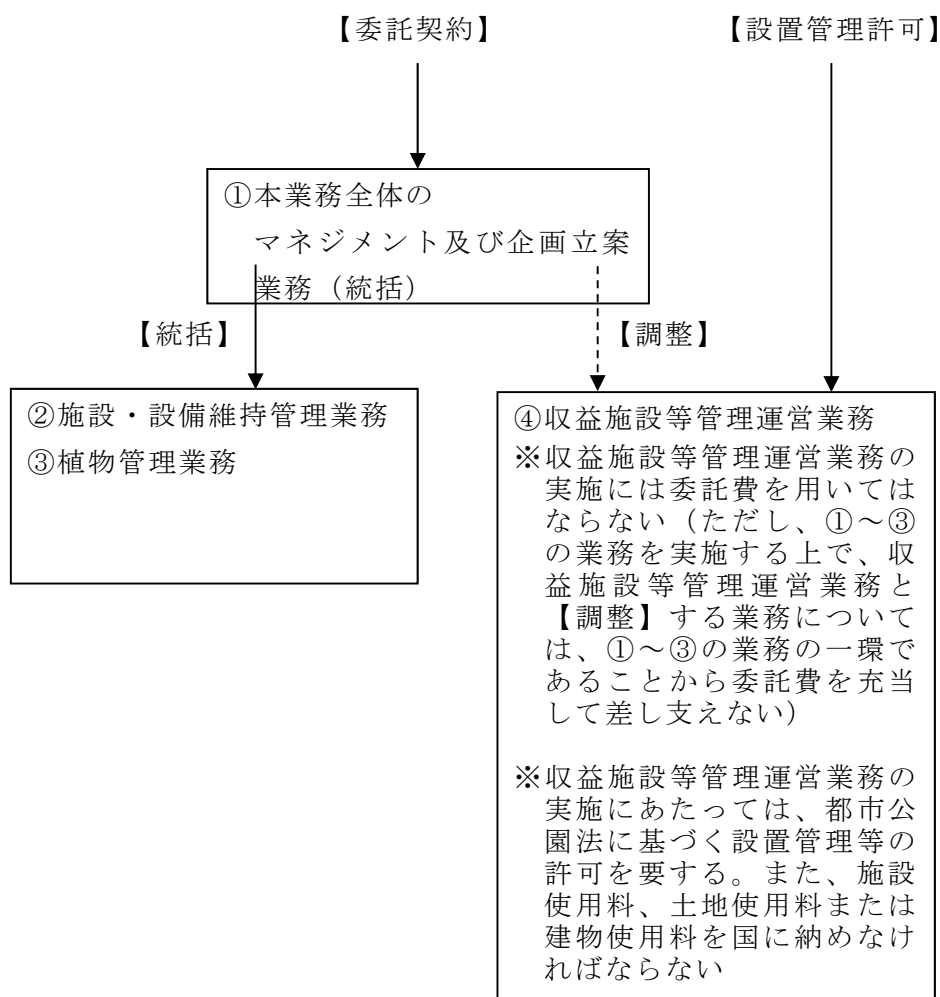 【委託契約】
【設置管理許可】
①本業務全体の
マネジメント及び企画立案
業務（統括）
【統括】
【調整】
②施設・設備維持管理業務
③植物管理業務
④収益施設等管理運営業務
※収益施設等管理運営業務の
実施には委託費を用いては
ならない（ただし、①～③
の業務を実施する上で、収
益施設等管理運営業務と
【調整】する業務について
は、①～③の業務の一環で
あることから委託費を充当
して差し支えない）
※収益施設等管理運営業務の
実施にあたっては、都市公
園法に基づく設置管理等の
許可を要する。また、施設
使用料、土地使用料または
建物使用料を国に納めなけ
ればならない